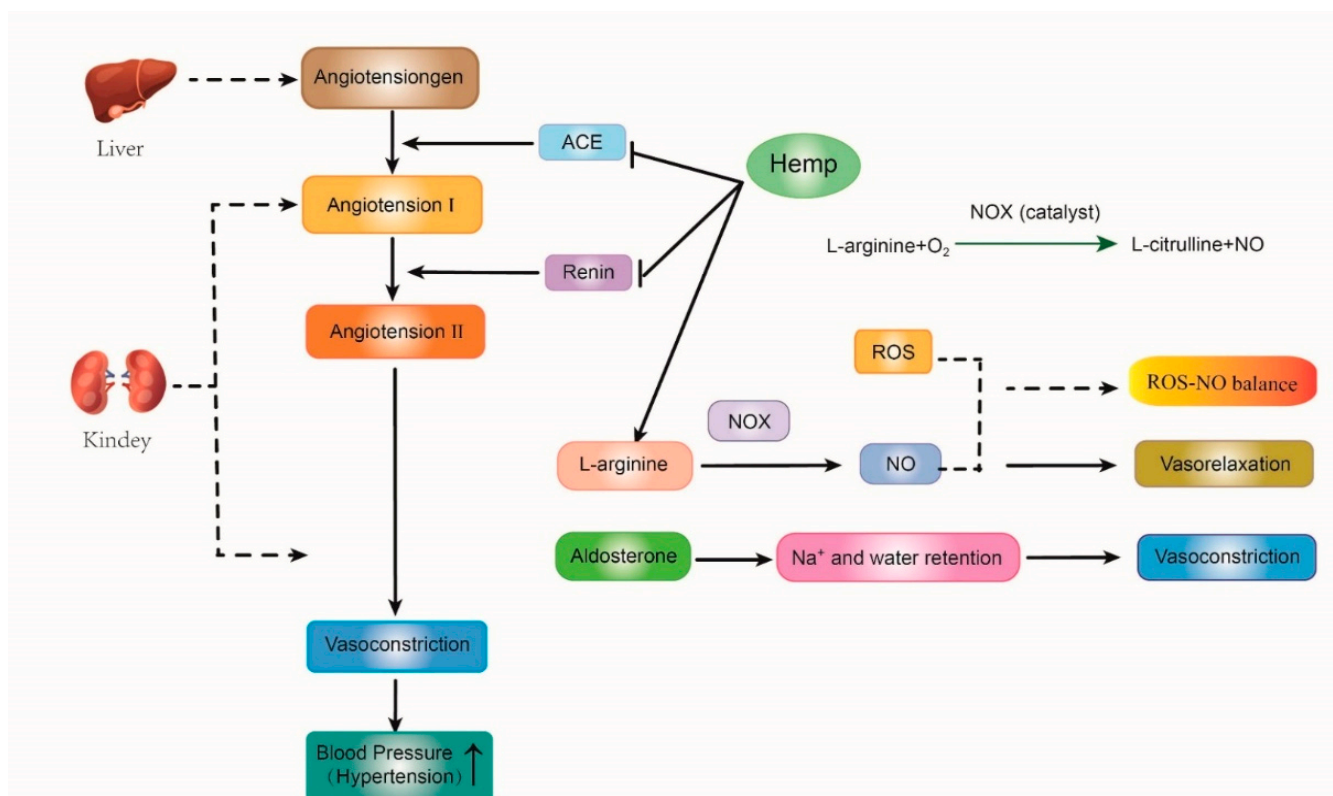 Angiotensiongen
Liver
ACE
Hemp
Angiotension I
NOX (catalyst)
L-arginine+O₂
L-citrulline+NO
Renin
Angiotension II
ROS
ROS-NO balance
Kindey
NOX
L-arginine
NO
Vasorelaxation
Aldosterone
Na⁺ and water retention
Vasoconstriction
Vasoconstriction
Blood Pressure
(Hypertension)